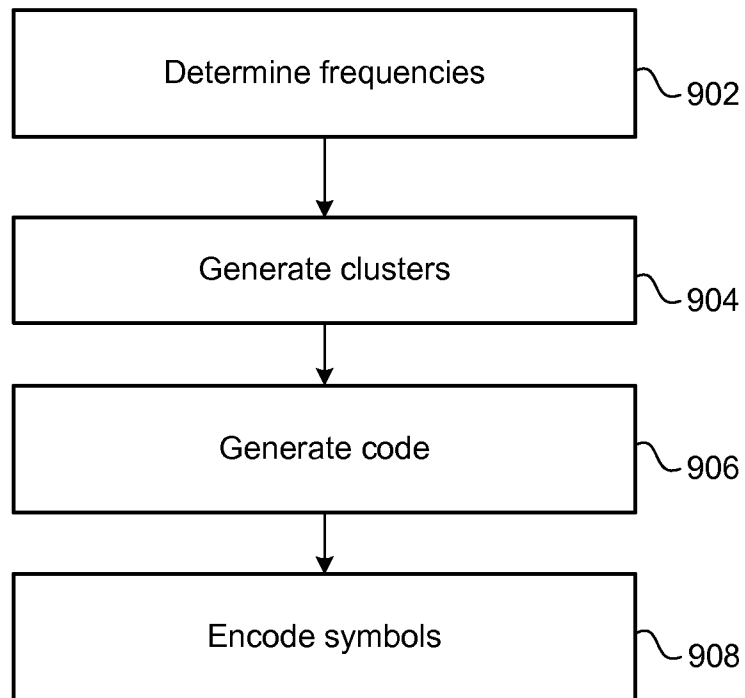 Determine frequencies
902
Generate clusters
904
Generate code
906
Encode symbols
908